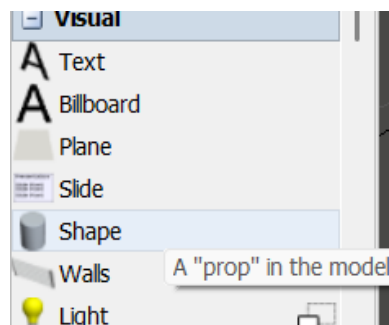 Visual
Text
Billboard
Plane
Slide
Shape
Walls
A "prop" in the model
Light